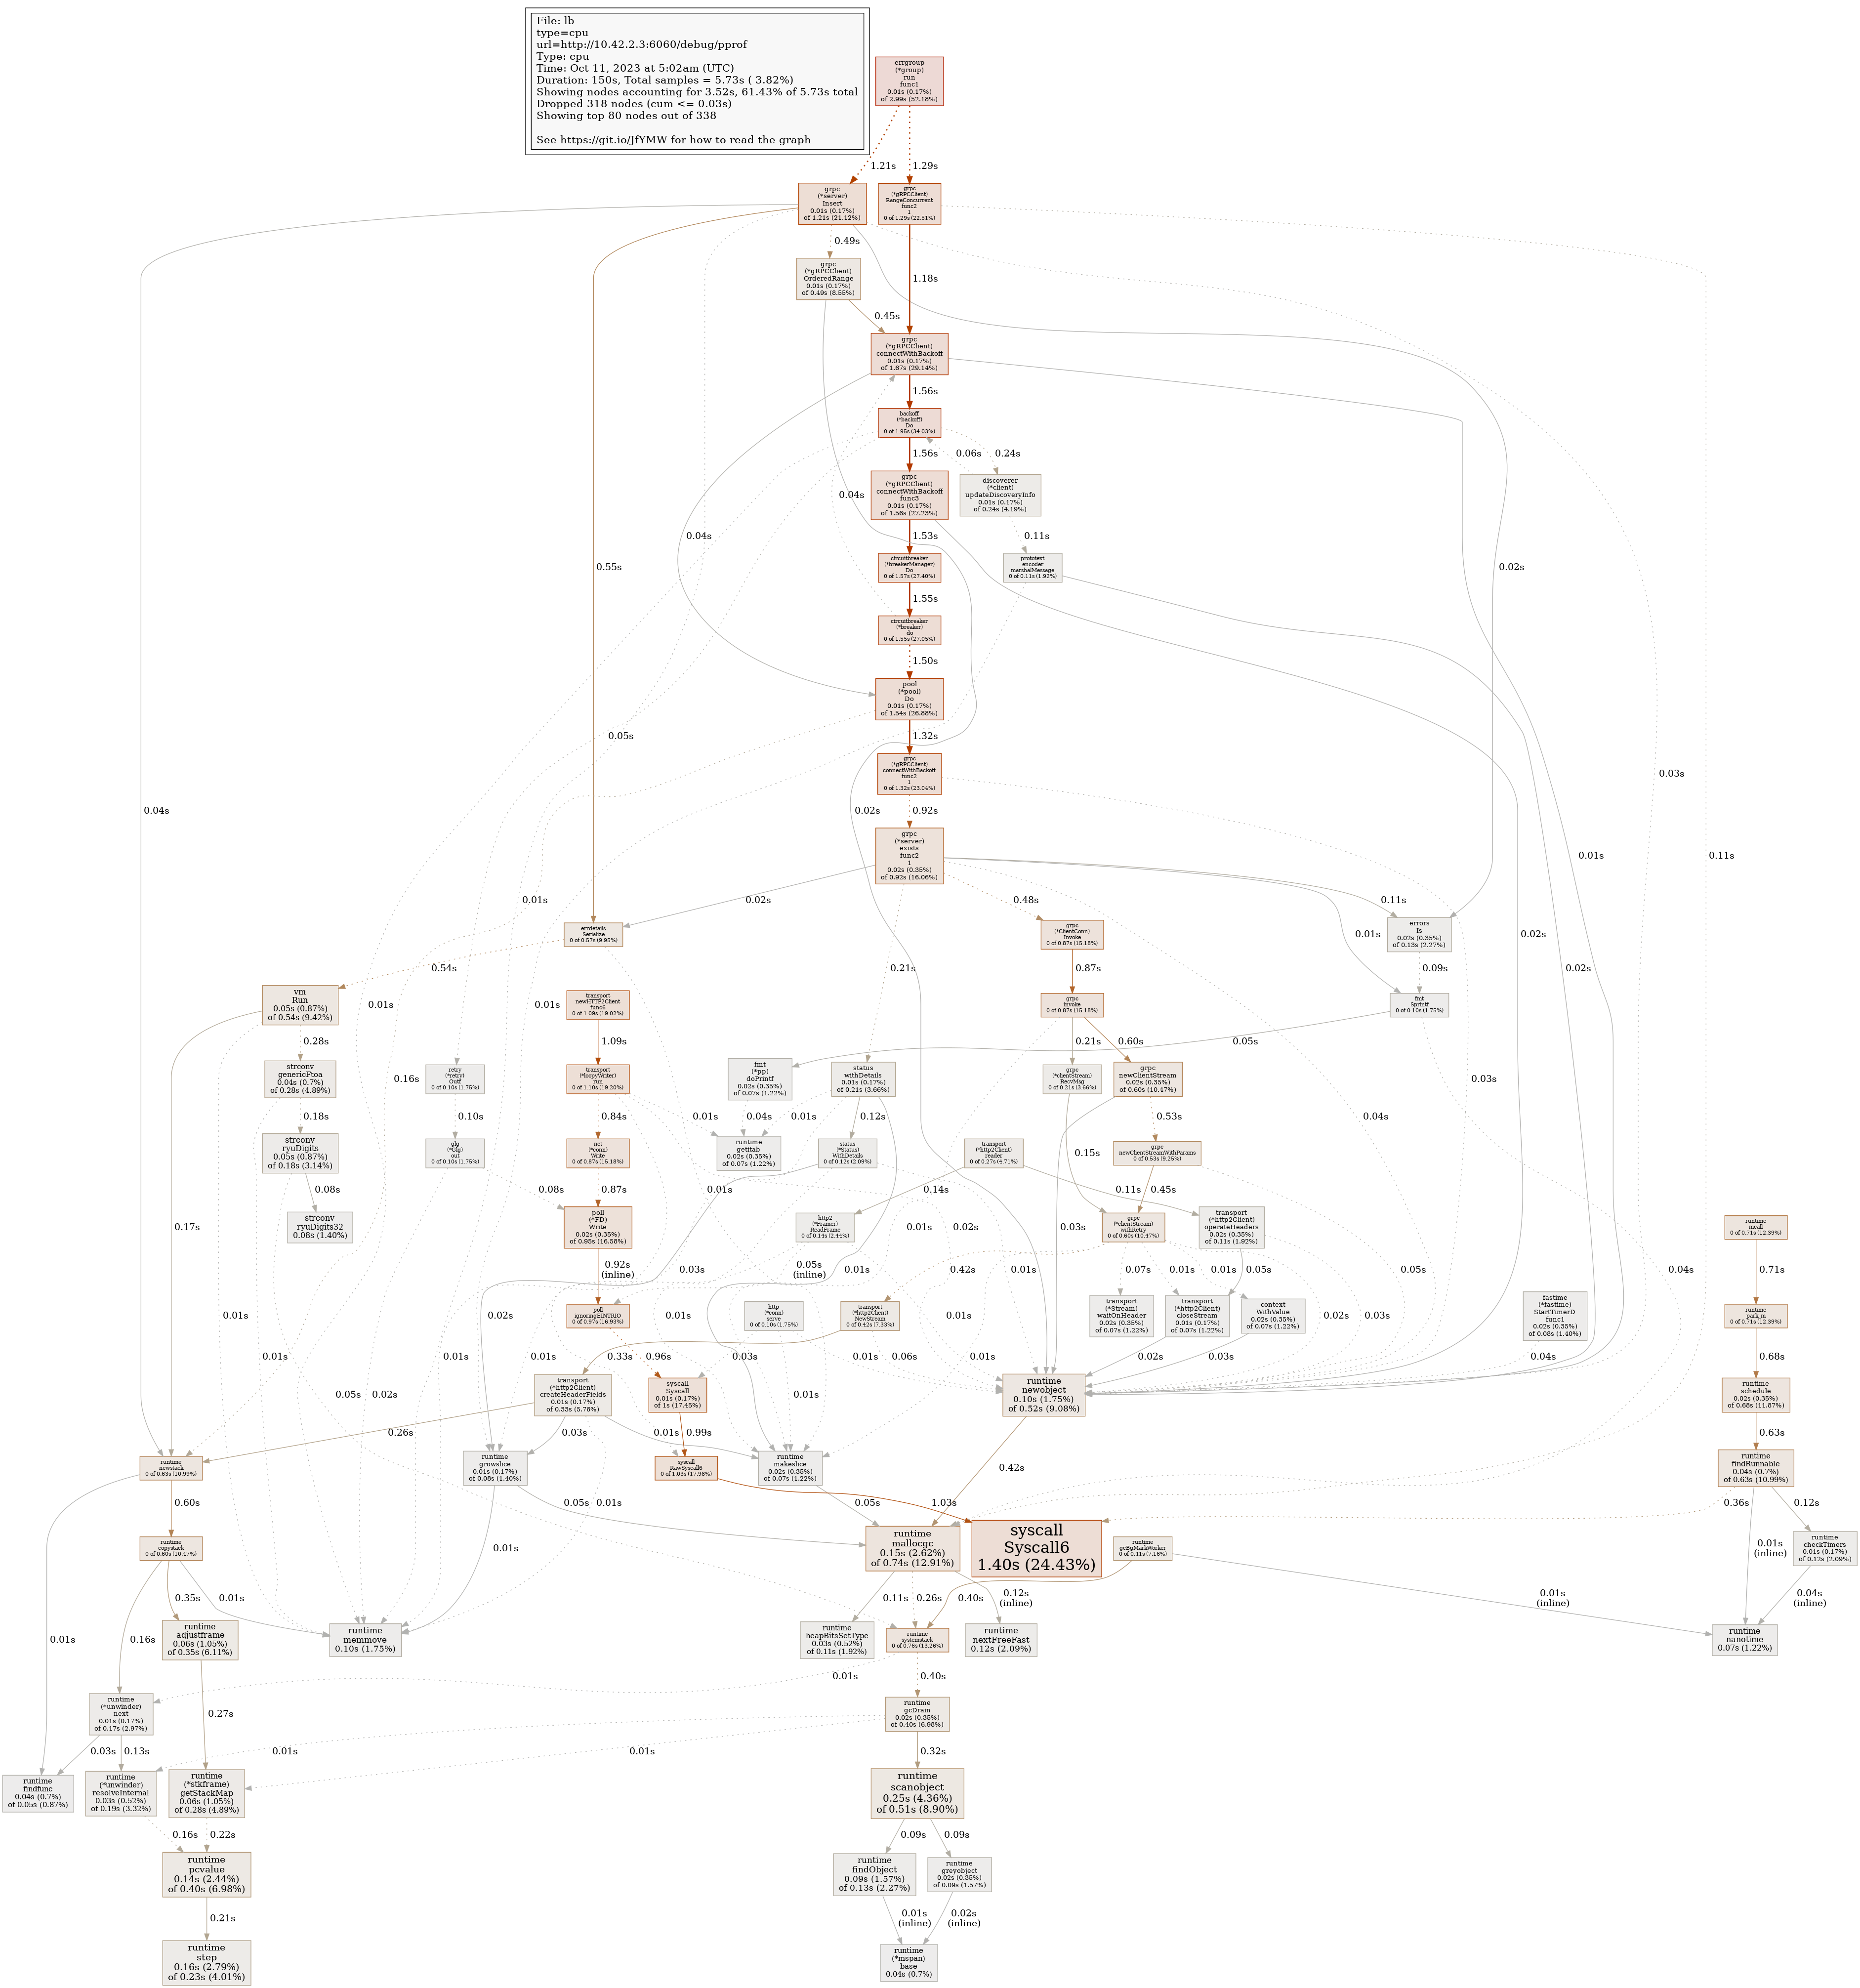 File: lb
type=cpu
url=http://10.42.2.3:6060/debug/pprof
Type: cpu
Time: Oct 11, 2023 at 5:02am (UTC)
Duration: 150s, Total samples = 5.73s ( 3.82%)
Showing nodes accounting for 3.52s, 61.43% of 5.73s total
Dropped 318 nodes (cum <= 0.03s)
Showing top 80 nodes out of 338
See https://git.io/JfYMW for how to read the graph
errgroup
(*group)
run
func1
0.01s (0.17%)
of 2.99s (52.18%)
1.21s
1.29s
grpc
(*server)
Insert
0.01s (0.17%)
of 1.21s (21.12%)
grpc
(*gRPCClient)
RangeConcurrent
func2
1
0 of 1.29s (22.51%)
0.49s
grpc
(*gRPCClient)
OrderedRange
0.01s (0.17%)
of 0.49s (8.55%)
1.18s
0.45s
grpc
(*gRPCClient)
connectWithBackoff
0.01s (0.17%)
of 1.67s (29.14%)
1.56s
backoff
(*backoff)
Do
0 of 1.95s (34.03%)
1.56s
0.06s
0.24s
grpc
(*gRPCClient)
connectWithBackoff
func3
0.01s (0.17%)
of 1.56s (27.23%)
discoverer
(*client)
updateDiscoveryInfo
0.01s (0.17%)
of 0.24s (4.19%)
0.04s
0.04s
1.53s
0.11s
0.55s
0.02s
circuitbreaker
(*breakerManager)
Do
0 of 1.57s (27.40%)
prototext
encoder
marshalMessage
0 of 0.11s (1.92%)
1.55s
circuitbreaker
(*breaker)
do
0 of 1.55s (27.05%)
1.50s
pool
(*pool)
Do
0.01s (0.17%)
of 1.54s (26.88%)
0.05s
1.32s
grpc
(*gRPCClient)
connectWithBackoff
func2
1
0 of 1.32s (23.04%)
0.03s
0.04s
0.02s
0.92s
grpc
(*server)
exists
func2
1
0.02s (0.35%)
of 0.92s (16.06%)
0.01s
0.11s
0.01s
0.02s
0.48s
0.11s
errdetails
Serialize
0 of 0.57s (9.95%)
grpc
(*ClientConn)
Invoke
0 of 0.87s (15.18%)
errors
Is
0.02s (0.35%)
of 0.13s (2.27%)
0.01s
0.02s
0.02s
0.54s
0.21s
0.87s
0.09s
vm
Run
0.05s (0.87%)
of 0.54s (9.42%)
transport
newHTTP2Client
func6
0 of 1.09s (19.02%)
grpc
invoke
0 of 0.87s (15.18%)
fmt
Sprintf
0 of 0.10s (1.75%)
0.01s
0.01s
0.28s
1.09s
0.21s
0.60s
0.05s
strconv
genericFtoa
0.04s (0.7%)
of 0.28s (4.89%)
retry
(*retry)
Outf
0 of 0.10s (1.75%)
transport
(*loopyWriter)
run
0 of 1.10s (19.20%)
fmt
(*pp)
doPrintf
0.02s (0.35%)
of 0.07s (1.22%)
status
withDetails
0.01s (0.17%)
of 0.21s (3.66%)
grpc
(*clientStream)
RecvMsg
0 of 0.21s (3.66%)
grpc
newClientStream
0.02s (0.35%)
of 0.60s (10.47%)
0.16s
0.03s
0.18s
0.10s
0.84s
0.01s
0.04s
0.01s
0.12s
0.53s
0.04s
strconv
ryuDigits
0.05s (0.87%)
of 0.18s (3.14%)
glg
(*Glg)
out
0 of 0.10s (1.75%)
net
(*conn)
Write
0 of 0.87s (15.18%)
runtime
getitab
0.02s (0.35%)
of 0.07s (1.22%)
status
(*Status)
WithDetails
0 of 0.12s (2.09%)
transport
(*http2Client)
reader
0 of 0.27s (4.71%)
grpc
newClientStreamWithParams
0 of 0.53s (9.25%)
0.15s
0.08s
0.08s
0.87s
0.01s
0.14s
0.11s
0.45s
strconv
ryuDigits32
0.08s (1.40%)
poll
(*FD)
Write
0.02s (0.35%)
of 0.95s (16.58%)
http2
(*Framer)
ReadFrame
0 of 0.14s (2.44%)
grpc
(*clientStream)
withRetry
0 of 0.60s (10.47%)
transport
(*http2Client)
operateHeaders
0.02s (0.35%)
of 0.11s (1.92%)
runtime
mcall
0 of 0.71s (12.39%)
0.17s
0.01s
0.02s
0.03s
0.92s
(inline)
0.03s
0.05s
(inline)
0.01s
0.42s
0.01s
0.07s
0.01s
0.01s
0.05s
0.05s
0.04s
0.71s
poll
ignoringEINTRIO
0 of 0.97s (16.93%)
http
(*conn)
serve
0 of 0.10s (1.75%)
transport
(*http2Client)
NewStream
0 of 0.42s (7.33%)
transport
(*Stream)
waitOnHeader
0.02s (0.35%)
of 0.07s (1.22%)
transport
(*http2Client)
closeStream
0.01s (0.17%)
of 0.07s (1.22%)
context
WithValue
0.02s (0.35%)
of 0.07s (1.22%)
fastime
(*fastime)
StartTimerD
func1
0.02s (0.35%)
of 0.08s (1.40%)
runtime
park_m
0 of 0.71s (12.39%)
0.01s
0.02s
0.01s
0.01s
0.02s
0.03s
0.01s
0.05s
0.02s
0.01s
0.01s
0.33s
0.96s
0.03s
0.01s
0.06s
0.01s
0.02s
0.03s
0.04s
0.68s
transport
(*http2Client)
createHeaderFields
0.01s (0.17%)
of 0.33s (5.76%)
syscall
Syscall
0.01s (0.17%)
of 1s (17.45%)
runtime
newobject
0.10s (1.75%)
of 0.52s (9.08%)
runtime
schedule
0.02s (0.35%)
of 0.68s (11.87%)
0.26s
0.03s
0.01s
0.99s
0.01s
0.63s
runtime
newstack
0 of 0.63s (10.99%)
runtime
growslice
0.01s (0.17%)
of 0.08s (1.40%)
syscall
RawSyscall6
0 of 1.03s (17.98%)
runtime
makeslice
0.02s (0.35%)
of 0.07s (1.22%)
runtime
findRunnable
0.04s (0.7%)
of 0.63s (10.99%)
0.42s
0.60s
0.05s
0.01s
0.05s
1.03s
0.36s
0.12s
runtime
copystack
0 of 0.60s (10.47%)
runtime
mallocgc
0.15s (2.62%)
of 0.74s (12.91%)
syscall
Syscall6
1.40s (24.43%)
runtime
gcBgMarkWorker
0 of 0.41s (7.16%)
runtime
checkTimers
0.01s (0.17%)
of 0.12s (2.09%)
0.01s
0.01s
(inline)
0.35s
0.01s
0.11s
0.26s
0.12s
(inline)
0.40s
0.01s
(inline)
0.04s
(inline)
runtime
adjustframe
0.06s (1.05%)
of 0.35s (6.11%)
runtime
memmove
0.10s (1.75%)
runtime
heapBitsSetType
0.03s (0.52%)
of 0.11s (1.92%)
runtime
systemstack
0 of 0.76s (13.26%)
runtime
nextFreeFast
0.12s (2.09%)
runtime
nanotime
0.07s (1.22%)
0.01s
0.16s
0.01s
0.40s
runtime
(*unwinder)
next
0.01s (0.17%)
of 0.17s (2.97%)
0.27s
runtime
gcDrain
0.02s (0.35%)
of 0.40s (6.98%)
0.03s
0.13s
0.01s
0.01s
0.32s
runtime
findfunc
0.04s (0.7%)
of 0.05s (0.87%)
runtime
(*unwinder)
resolveInternal
0.03s (0.52%)
of 0.19s (3.32%)
runtime
(*stkframe)
getStackMap
0.06s (1.05%)
of 0.28s (4.89%)
runtime
scanobject
0.25s (4.36%)
of 0.51s (8.90%)
0.16s
0.22s
0.09s
0.09s
runtime
pcvalue
0.14s (2.44%)
of 0.40s (6.98%)
runtime
findObject
0.09s (1.57%)
of 0.13s (2.27%)
runtime
greyobject
0.02s (0.35%)
of 0.09s (1.57%)
0.21s
0.01s
(inline)
0.02s
(inline)
runtime
step
0.16s (2.79%)
of 0.23s (4.01%)
runtime
(*mspan)
base
0.04s (0.7%)